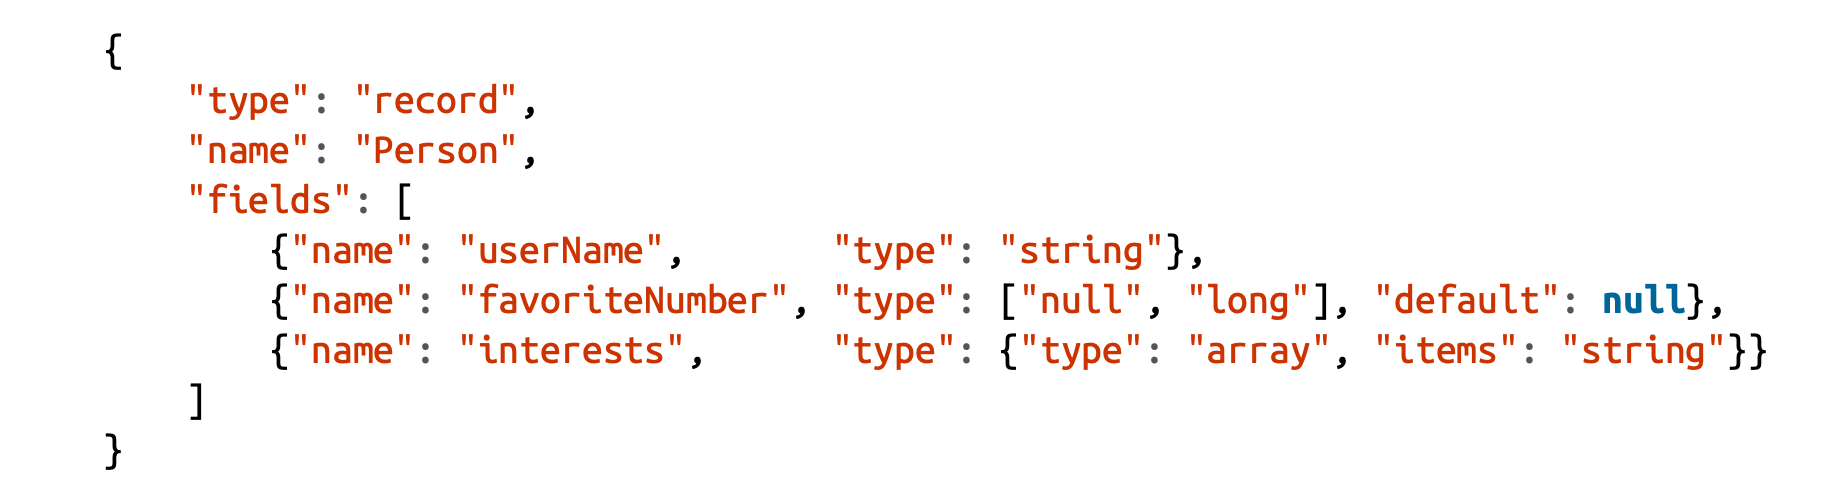 {
    "type": "record",
    "name": "Person",
    "fields": [
        {"name": "userName",       "type": "string"},
        {"name": "favoriteNumber", "type": ["null", "long"], "default": null},
        {"name": "interests",      "type": {"type": "array", "items": "string"}}
    ]
}